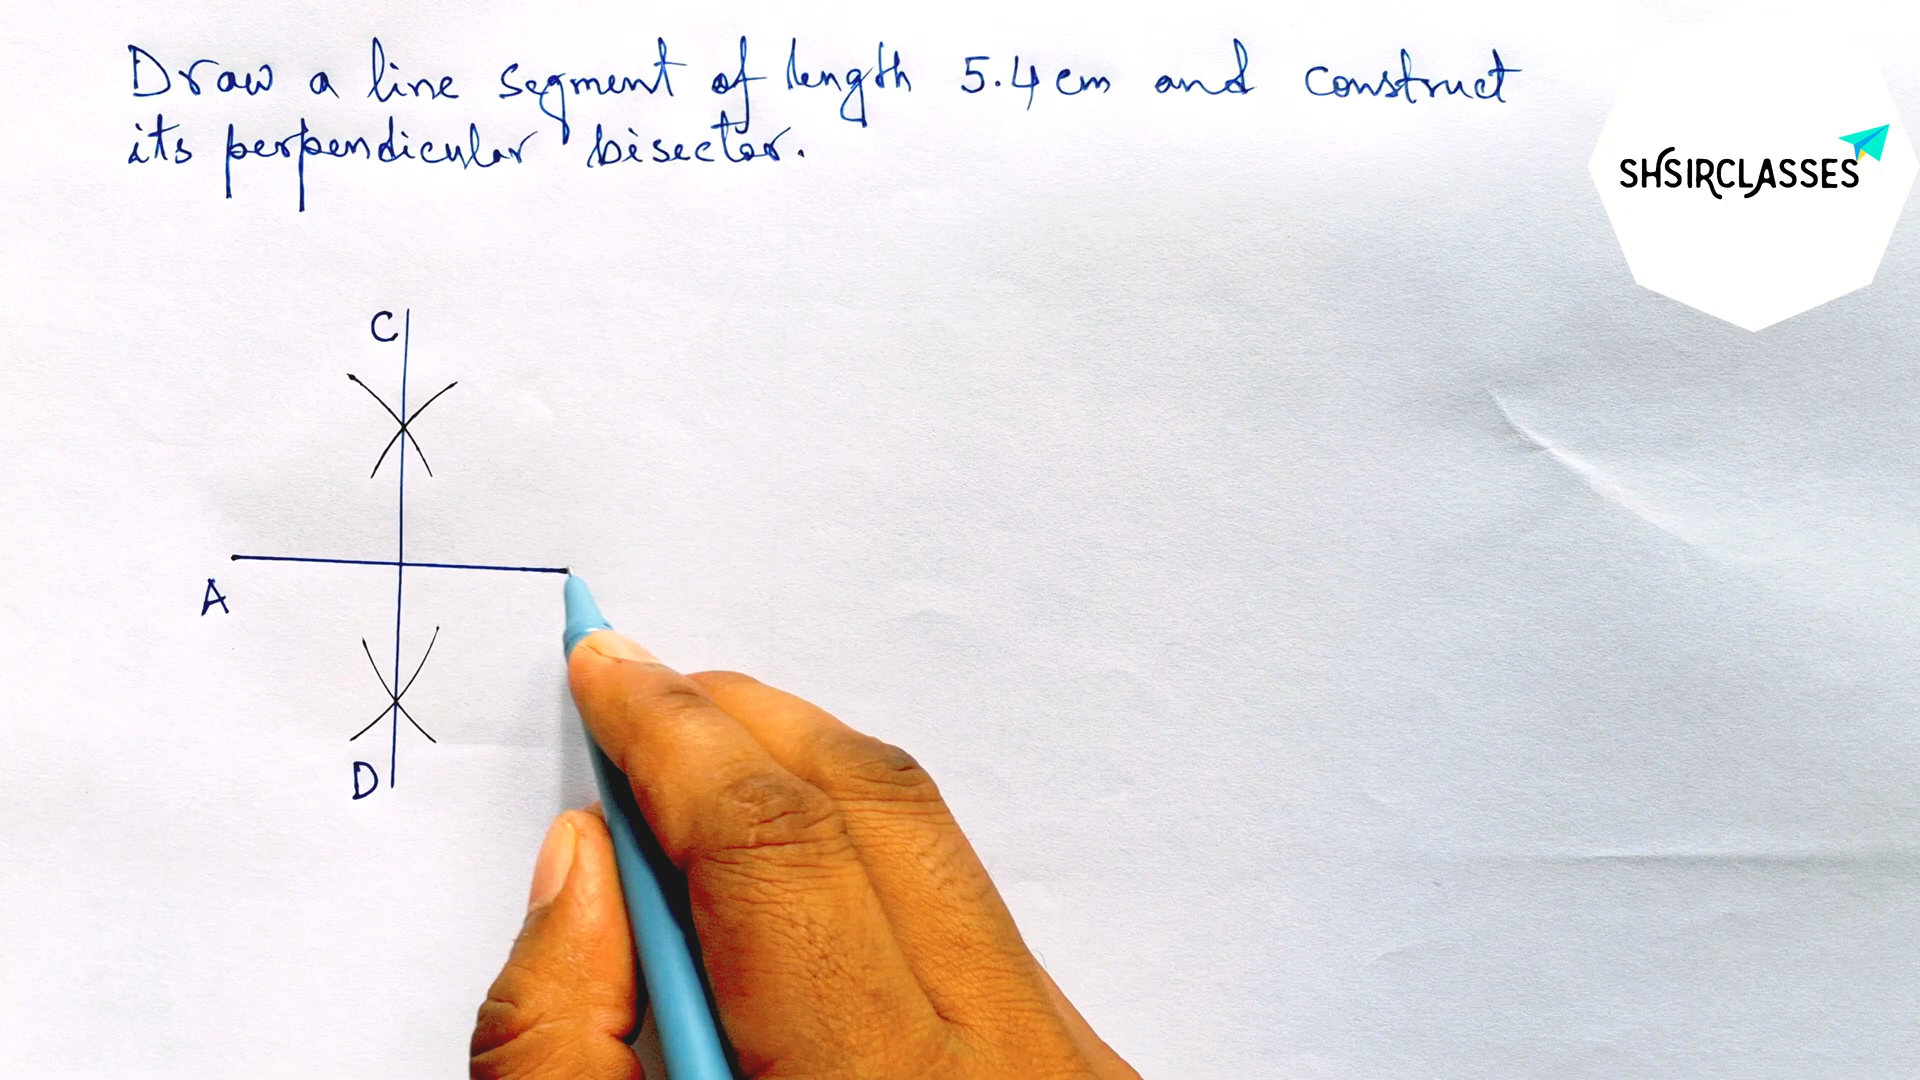 Draw a line segment of length 5.4 cm and construct
its perpendicular bisector.
SHSIRCLASSES
C
A
D